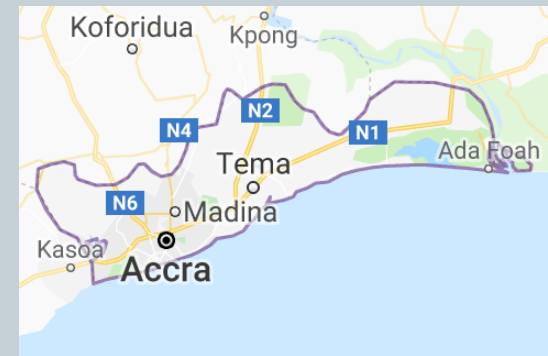 Koforidua
Kpong
N2
N4
N1
Ada Foah
Tema
N6
Madina
Kasoa
Accra